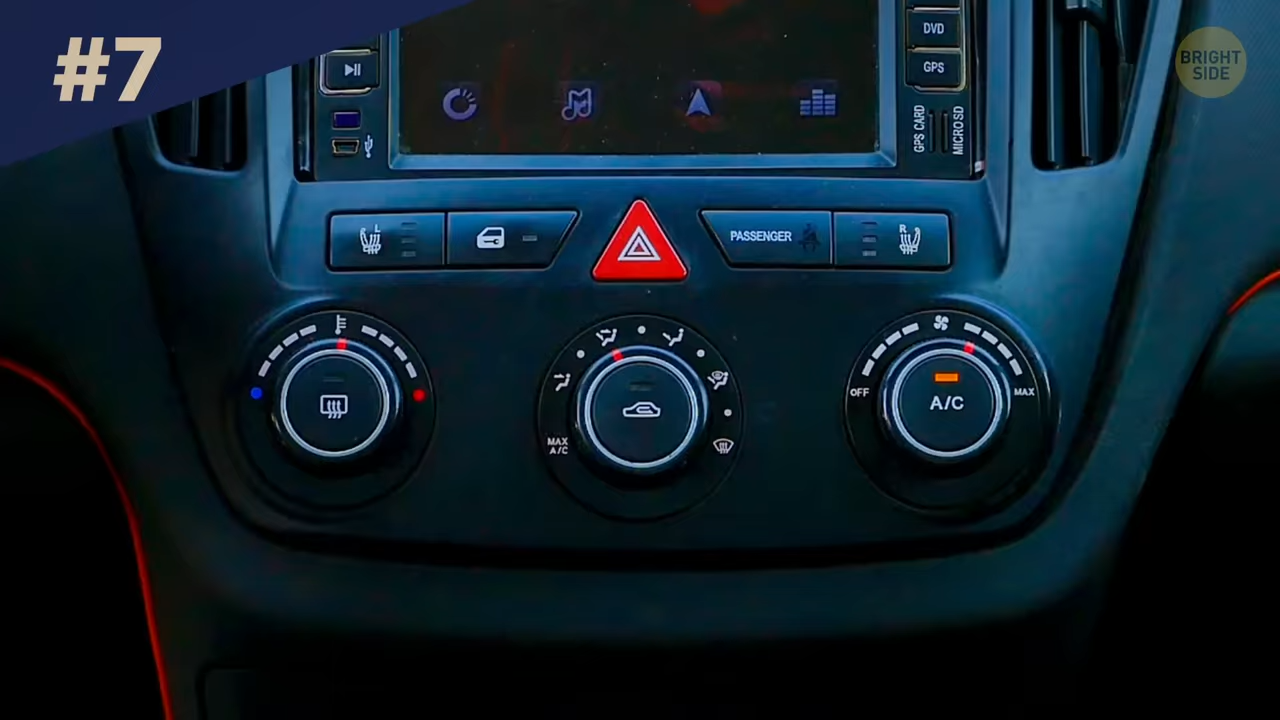 #7
BRIGHT
SIDE
DVD
GPS
GPS CARD
MICRO SD
L
PASSENGER
R
OFF
A/C
MAX
MAX
A/C